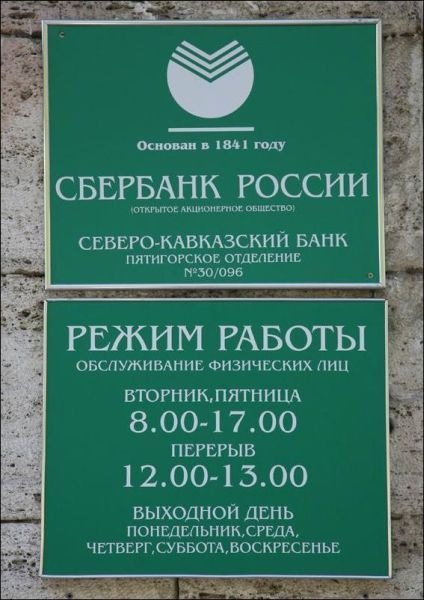 Основан в 1841 году
СБЕРБАНК РОССИИ
(ОТКРЫТОЕ АКЦИОНЕРНОЕ ОБЩЕСТВО)
СЕВЕРО-КАВКАЗСКИЙ БАНК
ПЯТИГОРСКОЕ ОТДЕЛЕНИЕ
№30/096
РЕЖИМ РАБОТЫ
ОБСЛУЖИВАНИЕ ФИЗИЧЕСКИХ ЛИЦ
ВТОРНИК,ПЯТНИЦА
8.00-17.00
ПЕРЕРЫВ
12.00-13.00
ВЫХОДНОЙ ДЕНЬ
ПОНЕДЕЛЬНИК,СРЕДА,
ЧЕТВЕРГ,СУББОТА,ВОСКРЕСЕНЬЕ